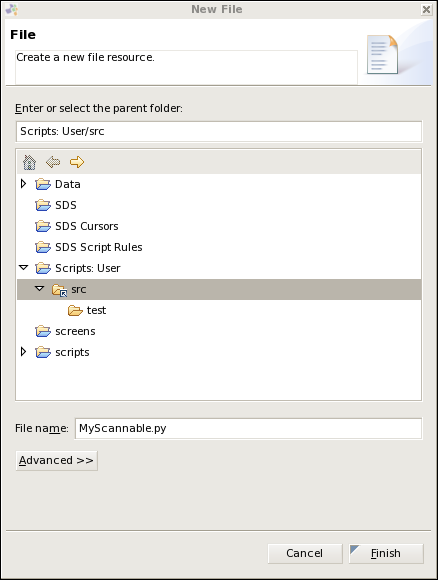 New File
File
Create a new file resource.
Enter or select the parent folder:
Scripts: User/src
Data
SDS
SDS Cursors
SDS Script Rules
Scripts: User
src
test
screens
scripts
File name: MyScannable.py
Advanced >>
Cancel Finish